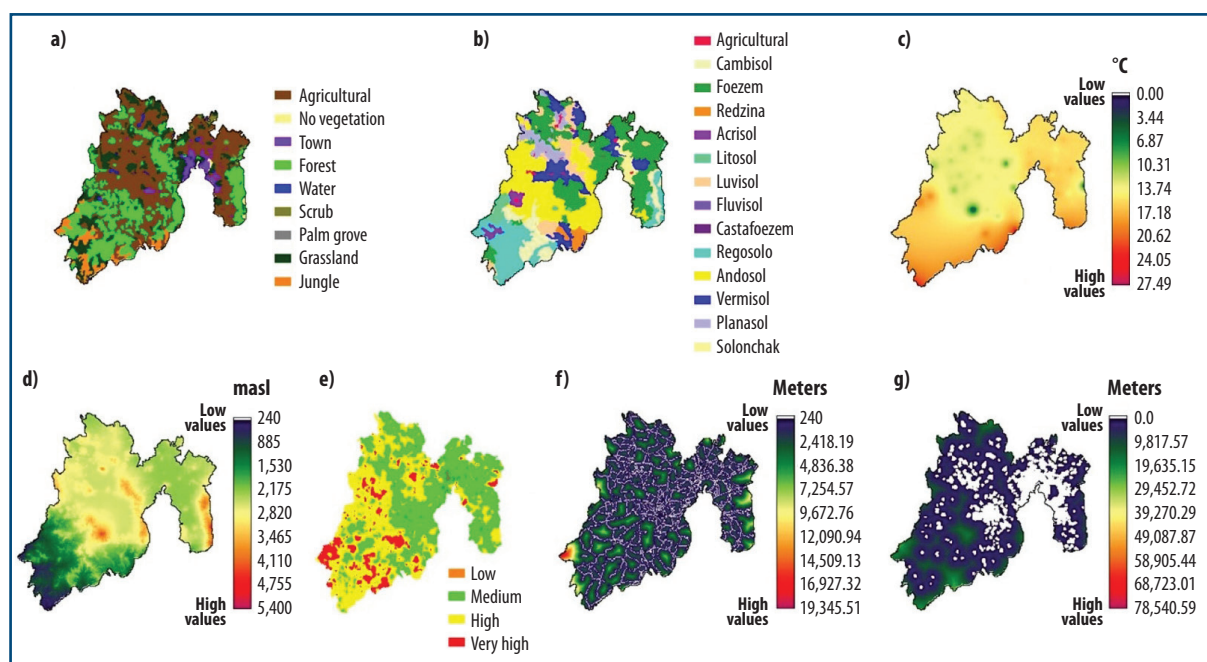 a)
Agricultural
No vegetation
Town
Forest
Water
Scrub
Palm grove
Grassland
Jungle
b)
Agricultural
Cambisol
Foezem
Redzina
Acrisol
Litosol
Luvisol
Fluvisol
Castafoezem
Regosolo
Andosol
Vermisol
Planasol
Solonchak
c)
°C
Low
values
0.00
3.44
6.87
10.31
13.74
17.18
20.62
24.05
27.49
High
values
d)
masl
Low
values
240
885
1,530
2,175
2,820
3,465
4,110
4,755
5,400
High
values
e)
Low
Medium
High
Very high
f)
Meters
Low
values
240
2,418.19
4,836.38
7,254.57
9,672.76
12,090.94
14,509.13
16,927.32
19,345.51
High
values
g)
Meters
Low
values
0.0
9,817.57
19,635.15
29,452.72
39,270.29
49,087.87
58,905.44
68,723.01
78,540.59
High
values